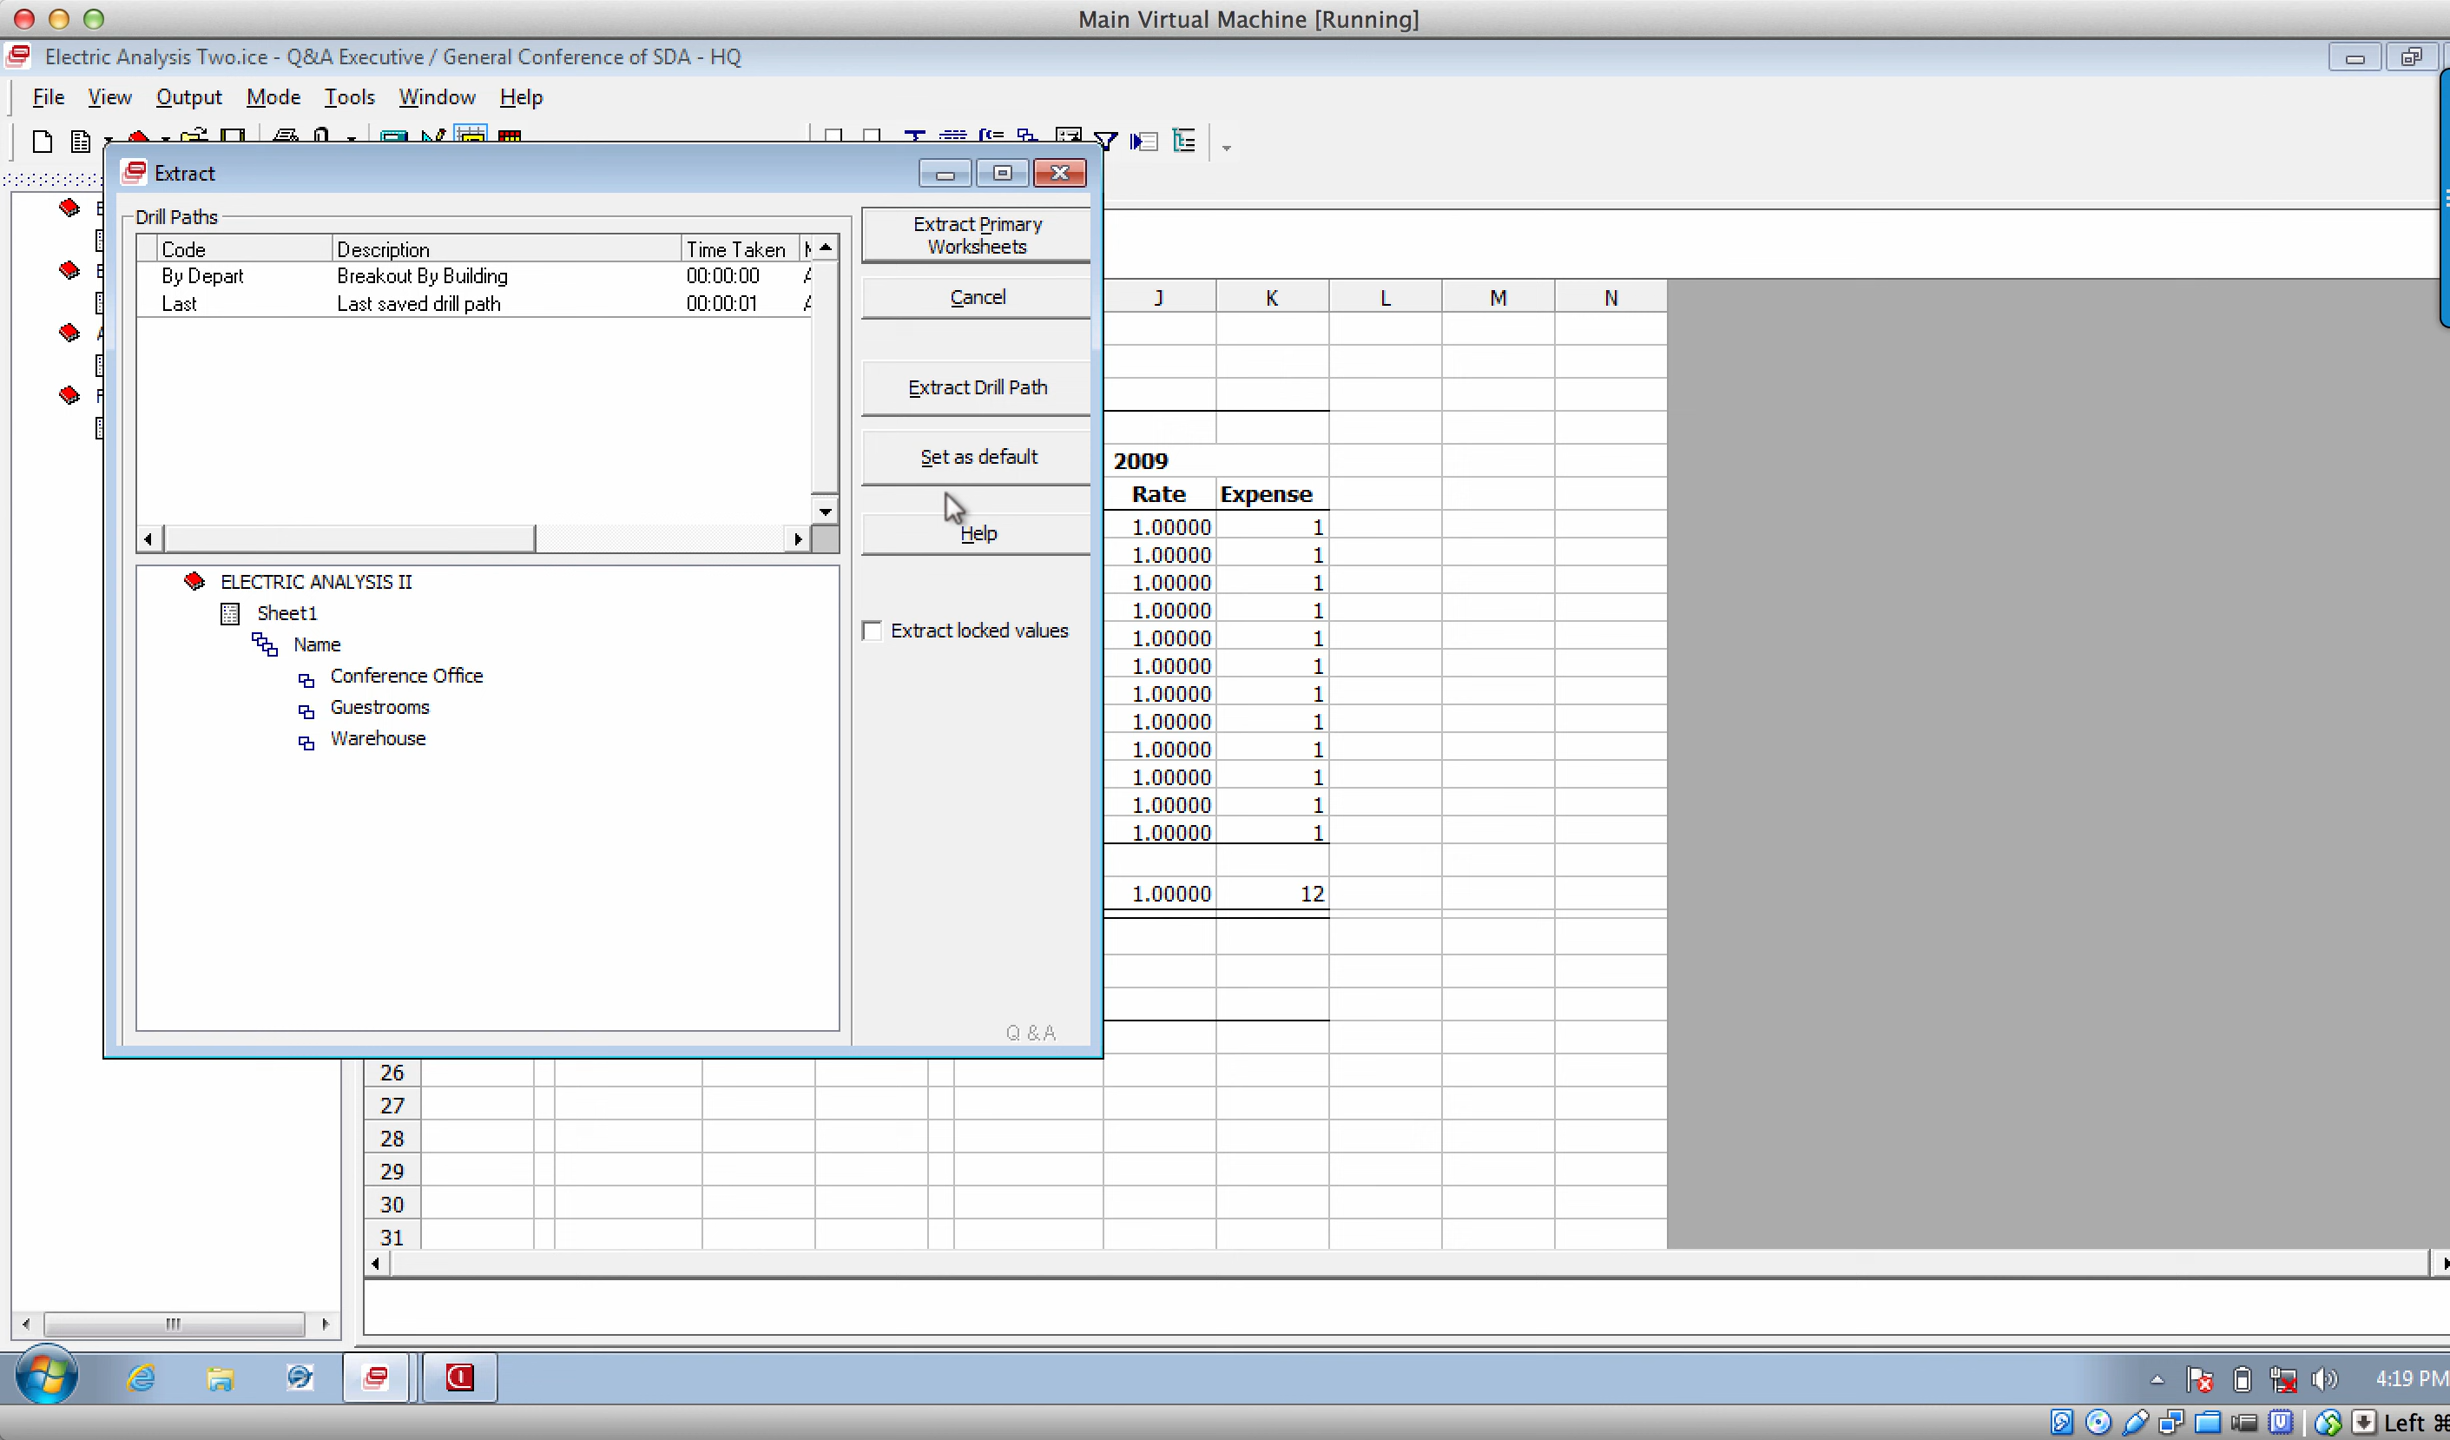 Main Virtual Machine [Running]
Electric Analysis Two.ice - Q&A Executive / General Conference of SDA - HQ
File View Output Mode Tools Window Help
Extract
Drill Paths
Code Description Time Taken
By Depart Breakout By Building 00:00:00
Last Last saved drill path 00:00:01
Extract Primary
Worksheets
Cancel
Extract Drill Path
Set as default
Help
Extract locked values
ELECTRIC ANALYSIS II
Sheet1
Name
Conference Office
Guestrooms
Warehouse
Q & A
J K L M N
2009
Rate Expense
1.00000 1
1.00000 1
1.00000 1
1.00000 1
1.00000 1
1.00000 1
1.00000 1
1.00000 1
1.00000 1
1.00000 1
1.00000 1
1.00000 1
1.00000 12
26
27
28
29
30
31
4:19 PM
Left ⌘